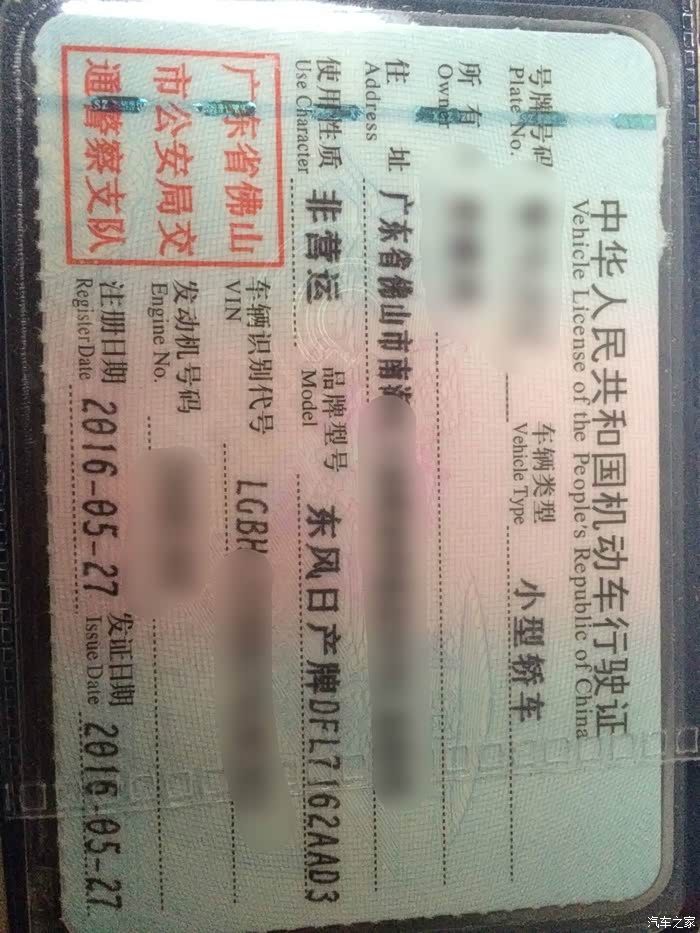 中华人民共和国机动车行驶证
Vehicle License of the People's Republic of China
号牌号码
Plate No.
车辆类型 小型轿车
Vehicle Type
所有人
Owner
住 址 广东省佛山市南海
Address
使用性质 非营运
Use Character
品牌型号 东风日产牌DFL7162AAD3
Model
车辆识别代号 LGBH
VIN
发动机号码
Engine No.
注册日期 2016-05-27
Register Date
发证日期 2016-05-27
Issue Date
广东省佛山
市公安局交
通警察支队
汽车之家